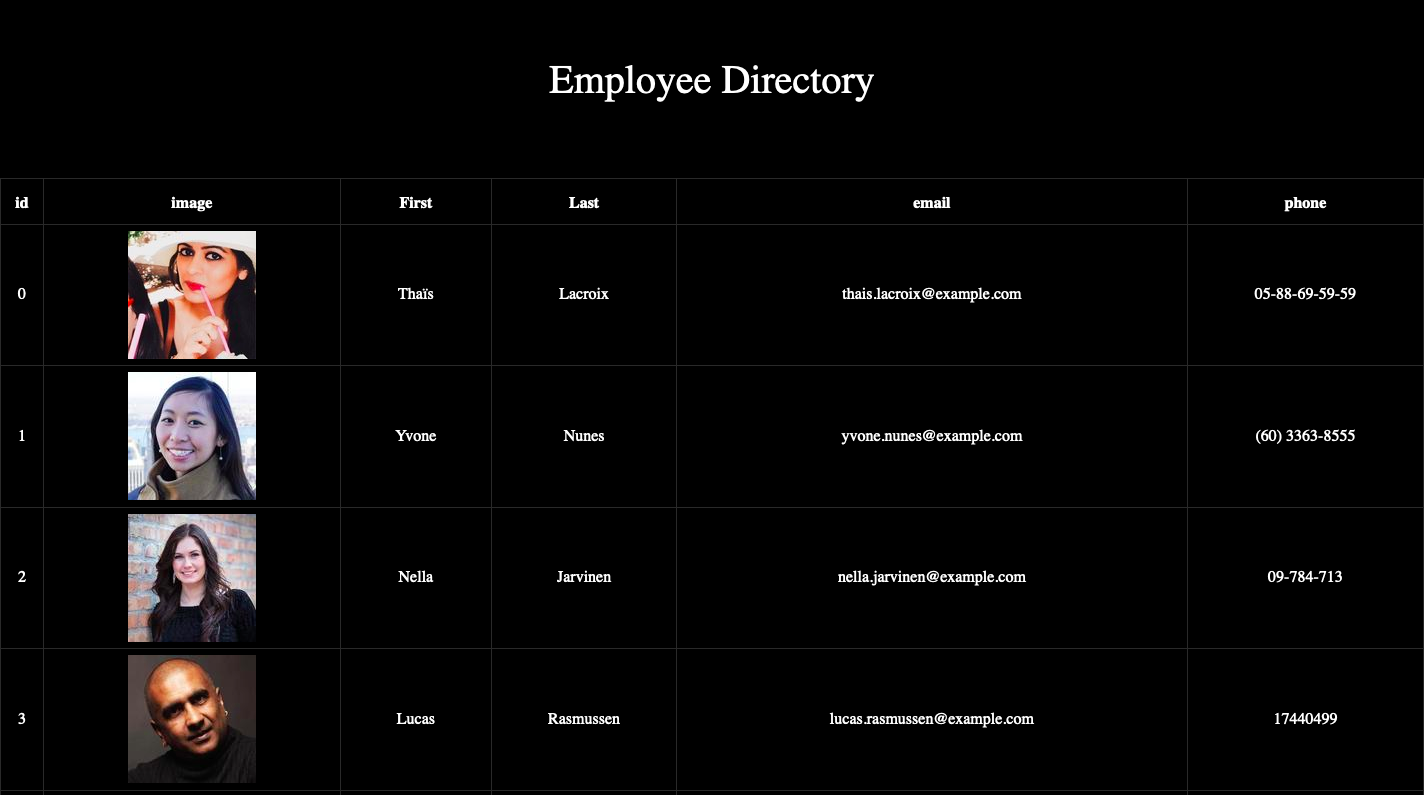 Employee Directory
id image First Last email phone
0 Thaïs Lacroix thais.lacroix@example.com 05-88-69-59-59
1 Yvone Nunes yvone.nunes@example.com (60) 3363-8555
2 Nella Jarvinen nella.jarvinen@example.com 09-784-713
3 Lucas Rasmussen lucas.rasmussen@example.com 17440499